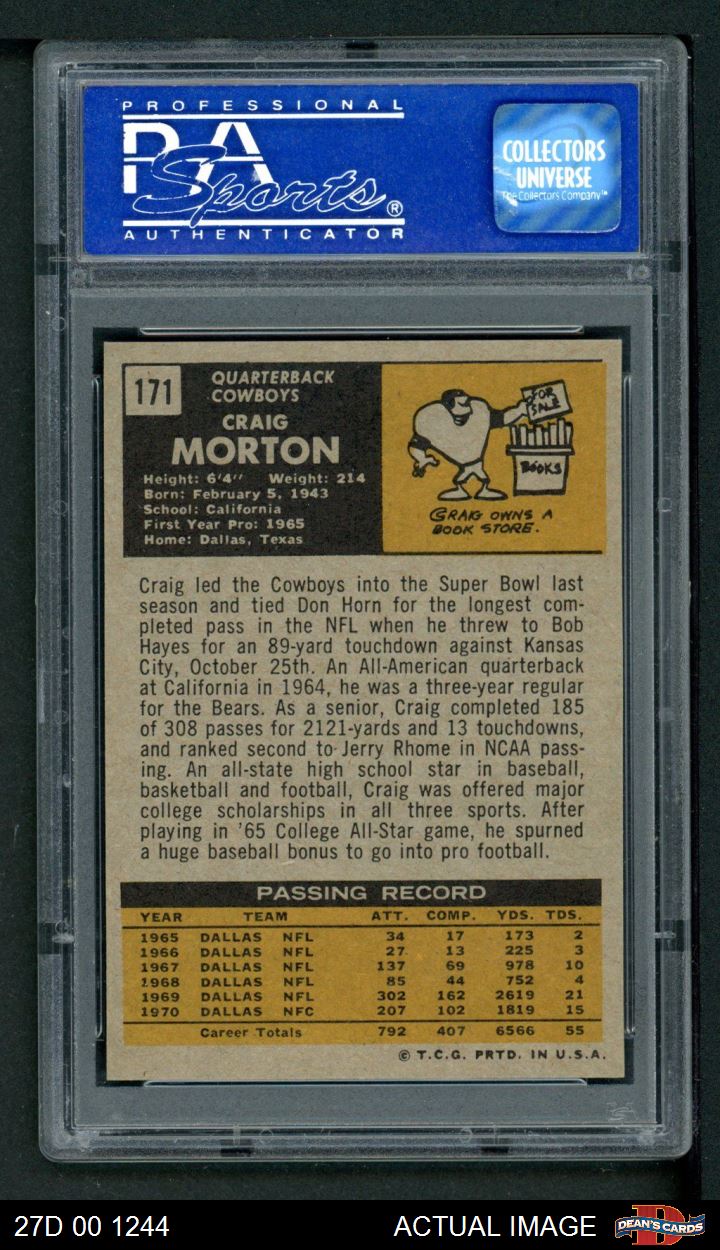 PROFESSIONAL
PSA
Sports®
AUTHENTICATOR
COLLECTORS
UNIVERSE
The Collectors Company™
171
QUARTERBACK
COWBOYS
CRAIG
MORTON
Height: 6'4" Weight: 214
Born: February 5, 1943
School: California
First Year Pro: 1965
Home: Dallas, Texas
FOR
SALE
BOOKS
CRAIG OWNS A
BOOK STORE.
Craig led the Cowboys into the Super Bowl last
season and tied Don Horn for the longest com-
pleted pass in the NFL when he threw to Bob
Hayes for an 89-yard touchdown against Kansas
City, October 25th. An All-American quarterback
at California in 1964, he was a three-year regular
for the Bears. As a senior, Craig completed 185
of 308 passes for 2121-yards and 13 touchdowns,
and ranked second to Jerry Rhome in NCAA pass-
ing. An all-state high school star in baseball,
basketball and football, Craig was offered major
college scholarships in all three sports. After
playing in '65 College All-Star game, he spurned
a huge baseball bonus to go into pro football.
PASSING RECORD
YEAR TEAM ATT. COMP. YDS. TDS.
1965 DALLAS NFL 34 17 173 2
1966 DALLAS NFL 27 13 225 3
1967 DALLAS NFL 137 69 978 10
1968 DALLAS NFL 85 44 752 4
1969 DALLAS NFL 302 162 2619 21
1970 DALLAS NFC 207 102 1819 15
Career Totals 792 407 6566 55
© T.C.G. PRTD. IN U.S.A.
27D 00 1244 ACTUAL IMAGE DEAN'S CARDS